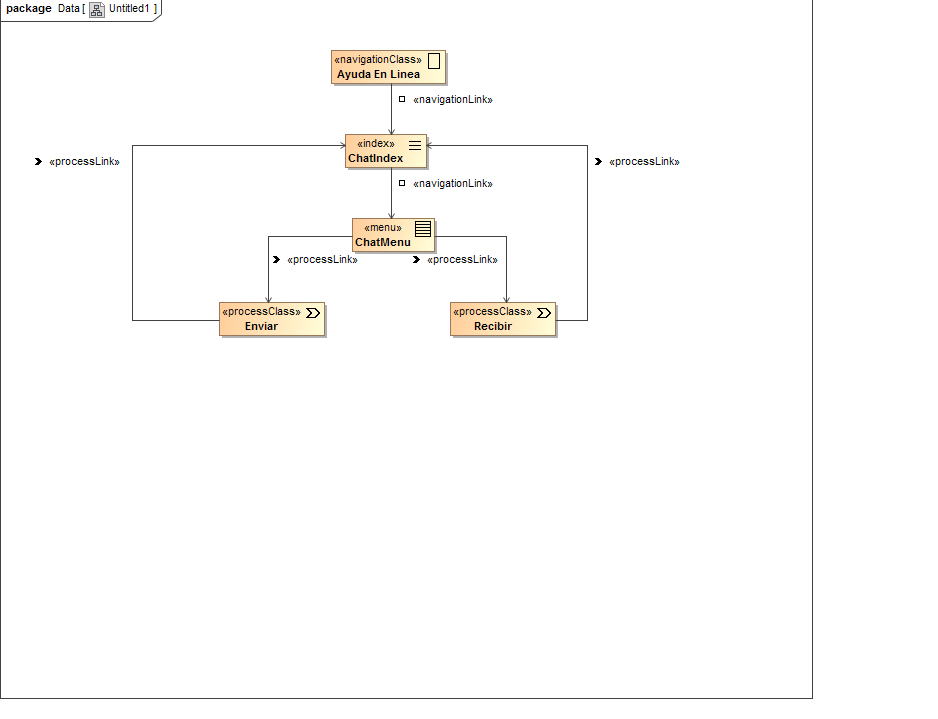 package Data [ Untitled1 ]
«navigationClass»
Ayuda En Linea
«navigationLink»
«index»
ChatIndex
«processLink»
«processLink»
«navigationLink»
«menu»
ChatMenu
«processLink»
«processLink»
«processClass»
Enviar
«processClass»
Recibir